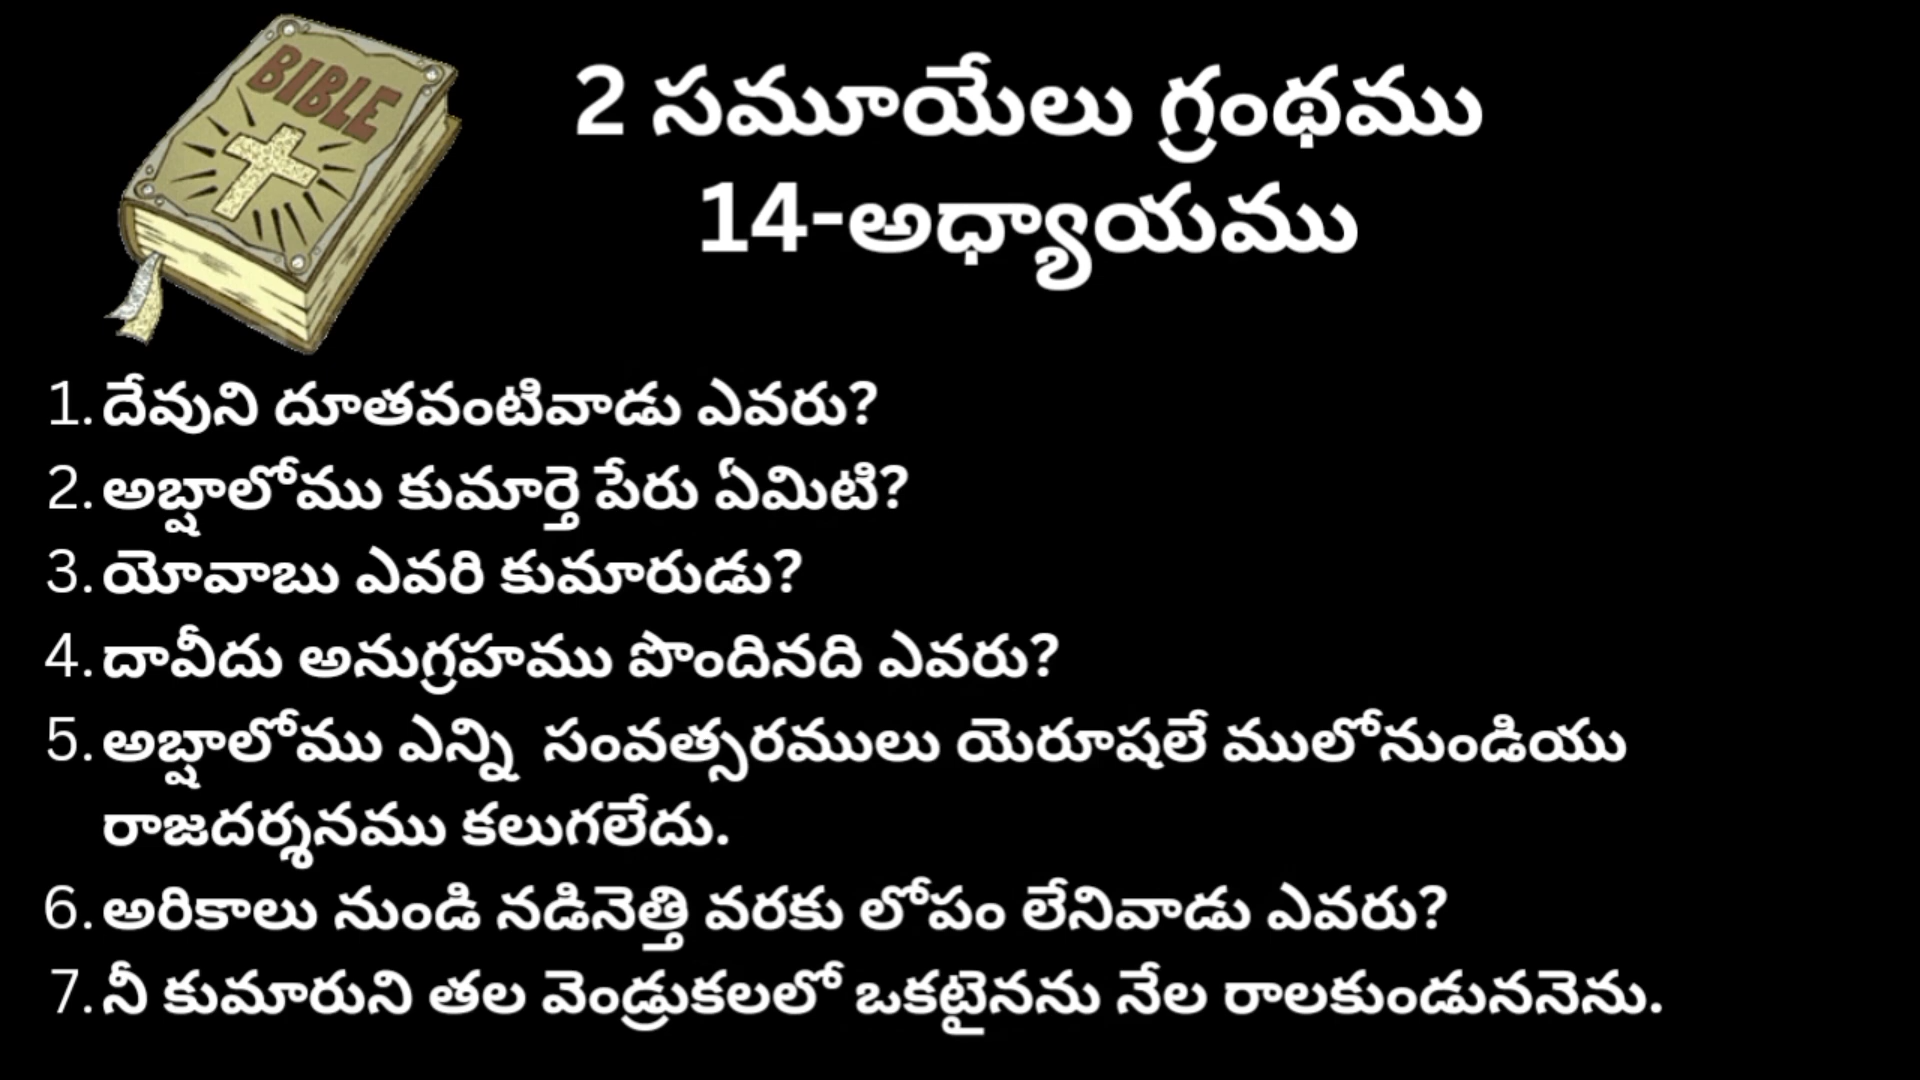 BIBLE
2 సమూయేలు గ్రంథము
14-అధ్యాయము
1. దేవుని దూతవంటివాడు ఎవరు?
2. అబ్షాలోము కుమార్తె పేరు ఏమిటి?
3. యోవాబు ఎవరి కుమారుడు?
4. దావీదు అనుగ్రహము పొందినది ఎవరు?
5. అబ్షాలోము ఎన్ని సంవత్సరములు యెరూషలే ములోనుండియు
రాజదర్శనము కలుగలేదు.
6. అరికాలు నుండి నడినెత్తి వరకు లోపం లేనివాడు ఎవరు?
7. నీ కుమారుని తల వెండ్రుకలలో ఒకటైనను నేల రాలకుండుననెను.